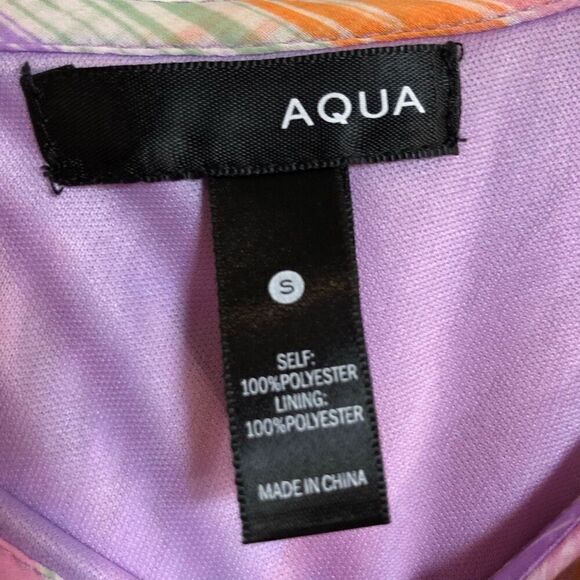 AQUA
S
SELF:
100%POLYESTER
LINING:
100%POLYESTER
MADE IN CHINA